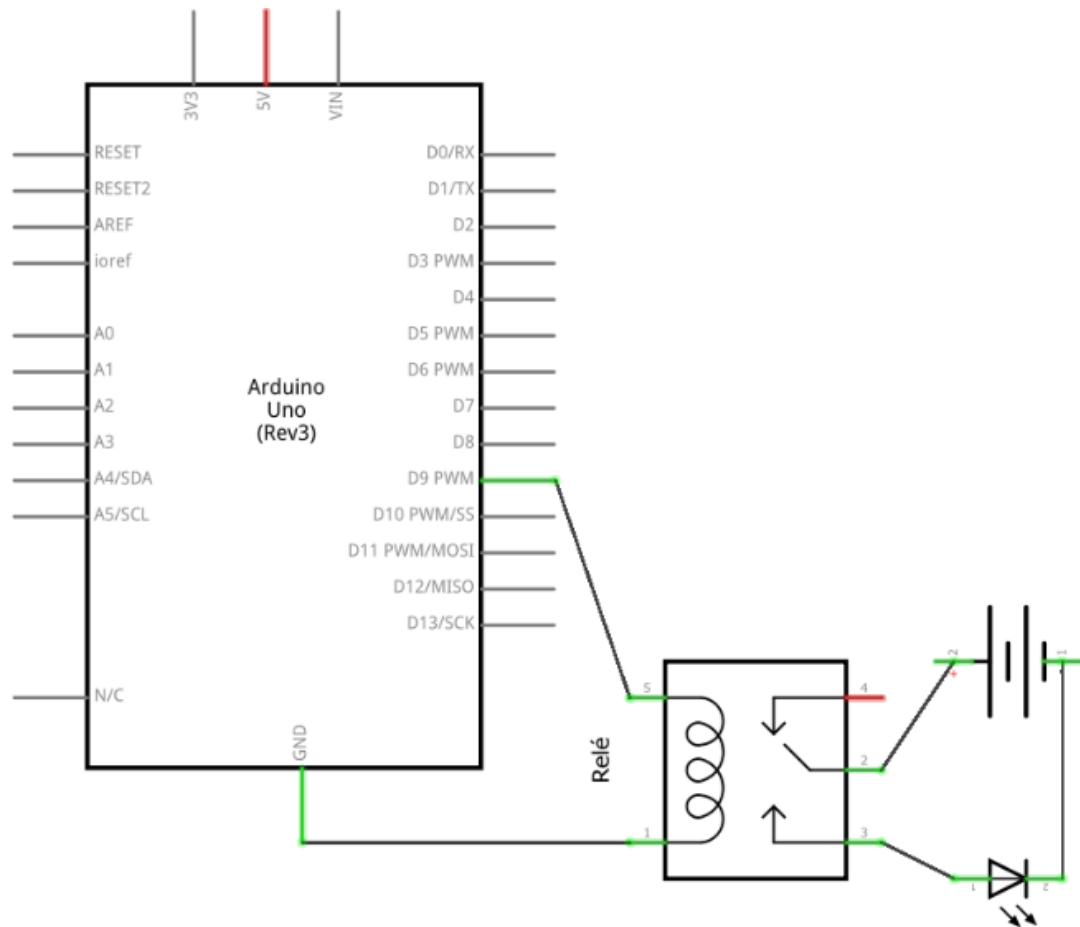 3V3
5V
VIN
RESET
RESET2
AREF
ioref
A0
A1
A2
A3
A4/SDA
A5/SCL
N/C
Arduino
Uno
(Rev3)
D0/RX
D1/TX
D2
D3 PWM
D4
D5 PWM
D6 PWM
D7
D8
D9 PWM
D10 PWM/SS
D11 PWM/MOSI
D12/MISO
D13/SCK
GND
Relé
5
1
4
2
3
2
+
1
-
1
2